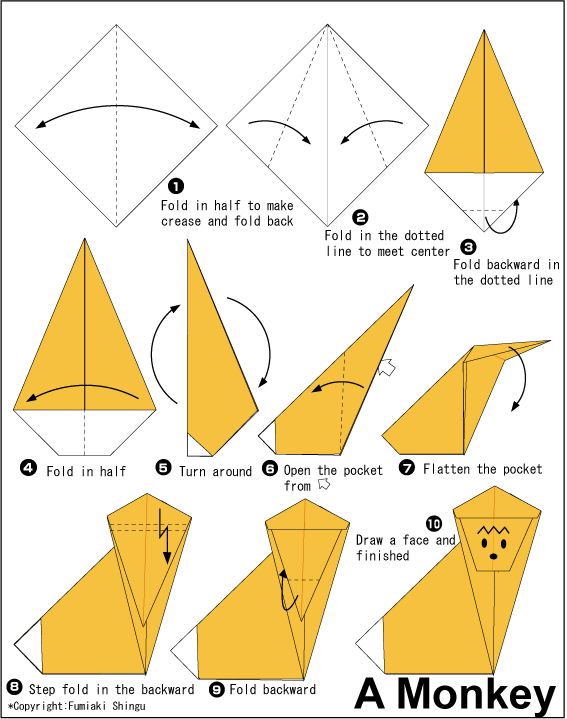 1
Fold in half to make
crease and fold back
2
Fold in the dotted
line to meet center
3
Fold backward in
the dotted line
4 Fold in half
5 Turn around
6 Open the pocket
from
7 Flatten the pocket
8 Step fold in the backward
9 Fold backward
10
Draw a face and
finished
*Copyright:Fumiaki Shingu
A Monkey